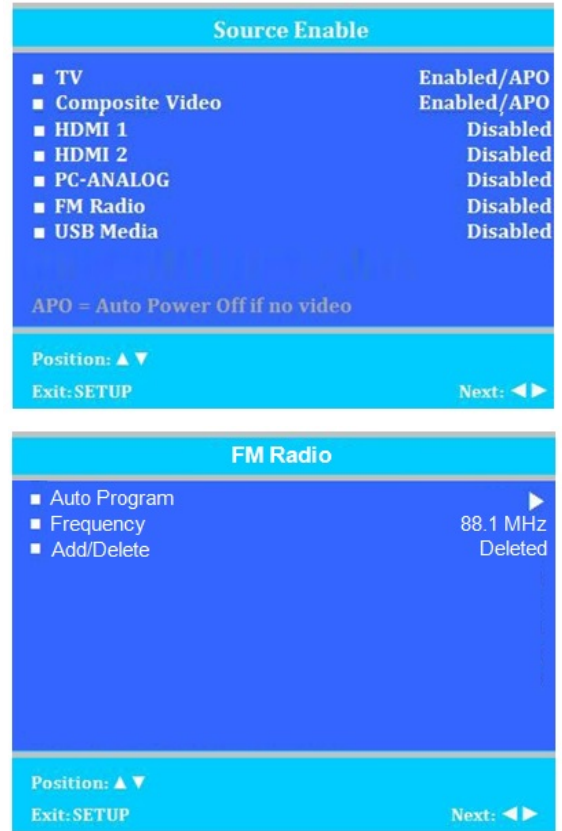 Source Enable
TV Enabled/APO
Composite Video Enabled/APO
HDMI 1 Disabled
HDMI 2 Disabled
PC-ANALOG Disabled
FM Radio Disabled
USB Media Disabled
APO = Auto Power Off if no video
Position: ▲▼
Exit:SETUP Next: ◀▶
FM Radio
Auto Program ▶
Frequency 88.1 MHz
Add/Delete Deleted
Position: ▲▼
Exit:SETUP Next: ◀▶